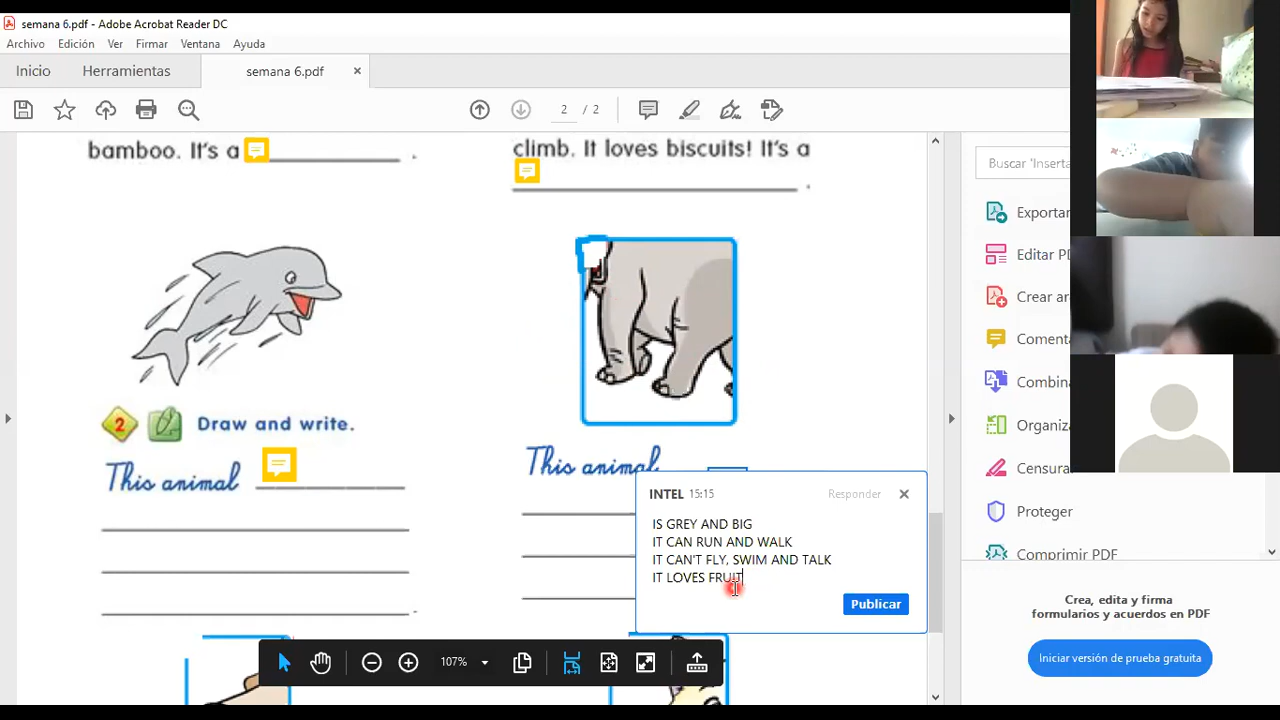 semana 6.pdf - Adobe Acrobat Reader DC
Archivo Edición Ver Firmar Ventana Ayuda
Inicio Herramientas semana 6.pdf ×
2 / 2
bamboo. It's a ____________ .
climb. It loves biscuits! It's a
____________ .
2 Draw and write.
This animal
This animal
INTEL 15:15 Responder
IS GREY AND BIG
IT CAN RUN AND WALK
IT CAN'T FLY, SWIM AND TALK
IT LOVES FRUIT
Publicar
107%
Buscar 'Inserta
Exportar
Editar PD
Crear ar
Comenta
Combina
Organiza
Censura
Proteger
Comprimir PDF
Crea, edita y firma
formularios y acuerdos en PDF
Iniciar versión de prueba gratuita